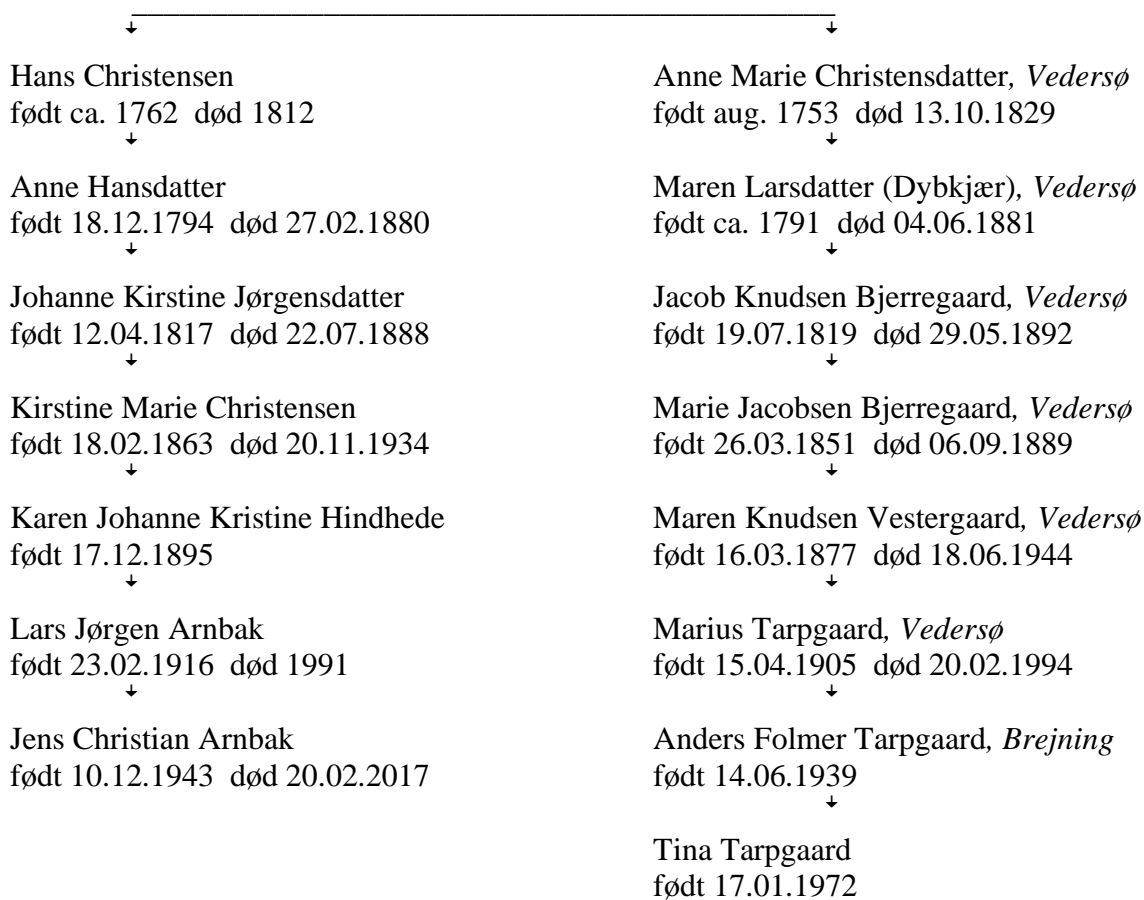 Hans Christensen
født ca. 1762 død 1812
Anne Hansdatter
født 18.12.1794 død 27.02.1880
Johanne Kirstine Jørgensdatter
født 12.04.1817 død 22.07.1888
Kirstine Marie Christensen
født 18.02.1863 død 20.11.1934
Karen Johanne Kristine Hindhede
født 17.12.1895
Lars Jørgen Arnbak
født 23.02.1916 død 1991
Jens Christian Arnbak
født 10.12.1943 død 20.02.2017
Anne Marie Christensdatter, Vedersø
født aug. 1753 død 13.10.1829
Maren Larsdatter (Dybkjær), Vedersø
født ca. 1791 død 04.06.1881
Jacob Knudsen Bjerregaard, Vedersø
født 19.07.1819 død 29.05.1892
Marie Jacobsen Bjerregaard, Vedersø
født 26.03.1851 død 06.09.1889
Maren Knudsen Vestergaard, Vedersø
født 16.03.1877 død 18.06.1944
Marius Tarpgaard, Vedersø
født 15.04.1905 død 20.02.1994
Anders Folmer Tarpgaard, Brejning
født 14.06.1939
Tina Tarpgaard
født 17.01.1972